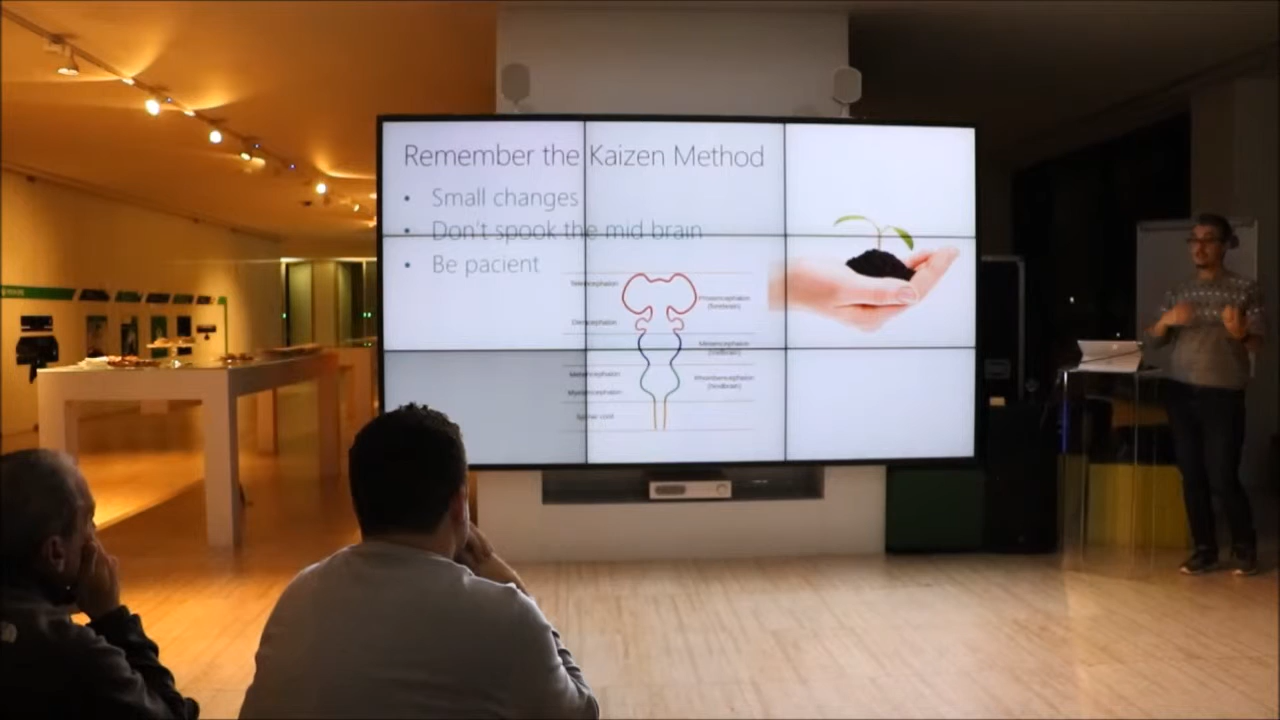 Remember the Kaizen Method
• Small changes
• Don't spook the mid brain
• Be pacient
Telencephalon
Prosencephalon
(forebrain)
Diencephalon
Mesencephalon
(midbrain)
Metencephalon
Rhombencephalon
(hindbrain)
Myelencephalon
Spinal cord